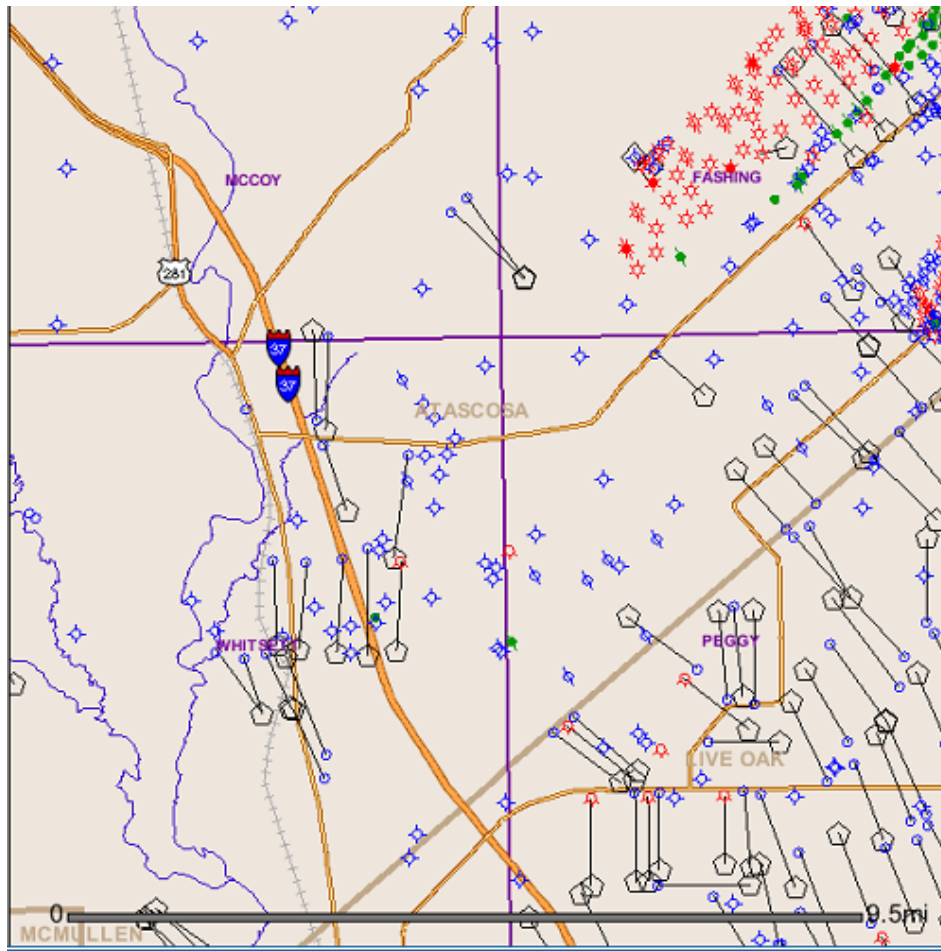 MCCOY
FASHING
281
37
37
ATASCOSA
WHITSETT
PEGGY
LIVE OAK
0
9.5mi
MCMULLEN